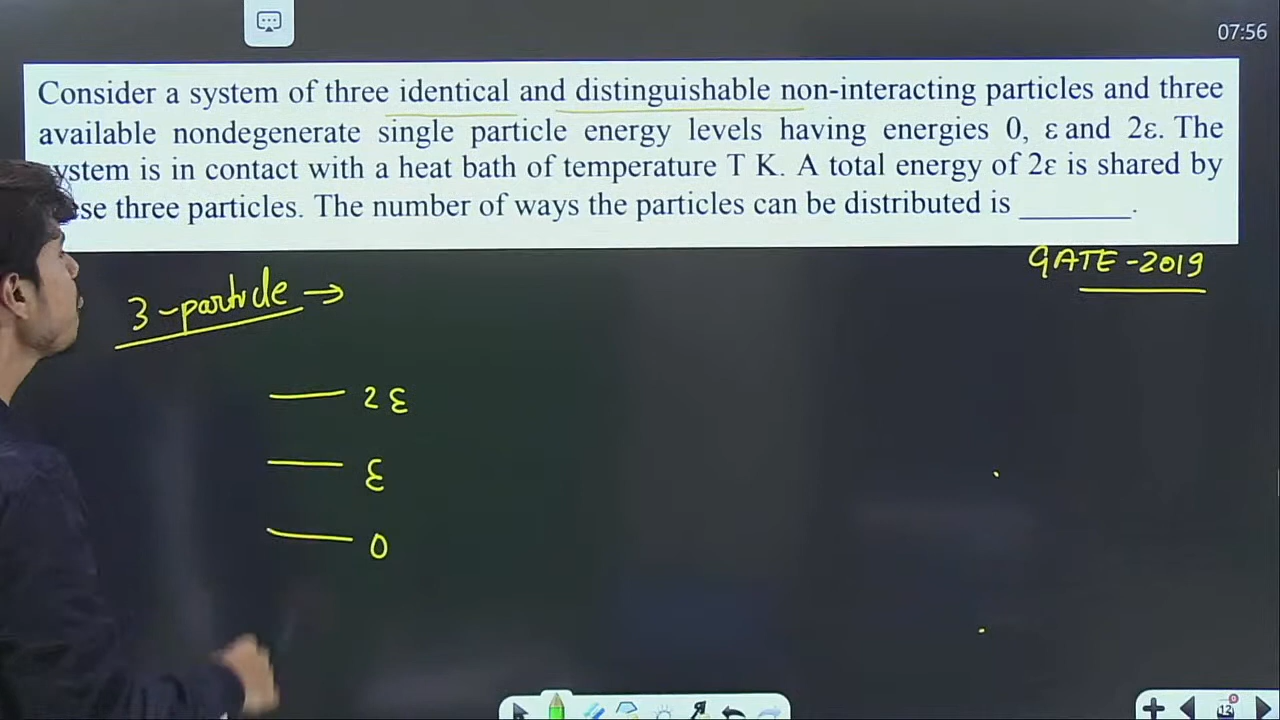 07:56
Consider a system of three identical and distinguishable non-interacting particles and three
available nondegenerate single particle energy levels having energies 0, ε and 2ε. The
ystem is in contact with a heat bath of temperature T K. A total energy of 2ε is shared by
se three particles. The number of ways the particles can be distributed is ________.
GATE-2019
3-particle →
2ε
ε
0
13